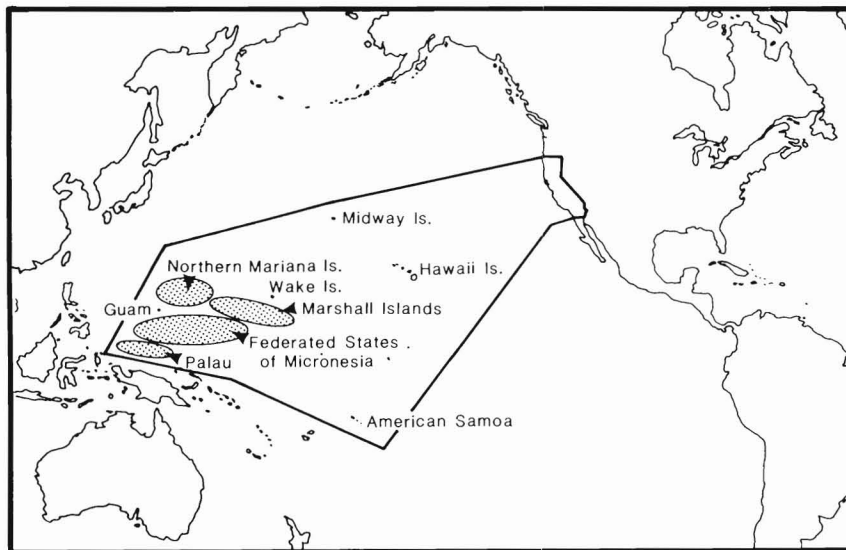 Midway Is.
Hawaii Is.
Northern Mariana Is.
Wake Is.
Guam
Marshall Islands
Federated States
of Micronesia
Palau
American Samoa